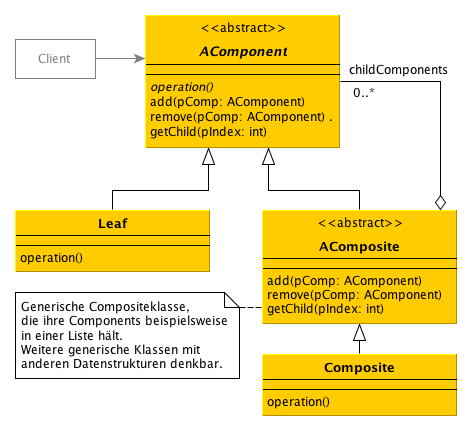 <<abstract>>
AComponent
Client
operation()
add(pComp: AComponent)
remove(pComp: AComponent) .
getChild(pIndex: int)
childComponents
0..*
Leaf
operation()
<<abstract>>
AComposite
add(pComp: AComponent)
remove(pComp: AComponent)
getChild(pIndex: int)
Generische Compositeklasse,
die ihre Components beispielsweise
in einer Liste hält.
Weitere generische Klassen mit
anderen Datenstrukturen denkbar.
Composite
operation()